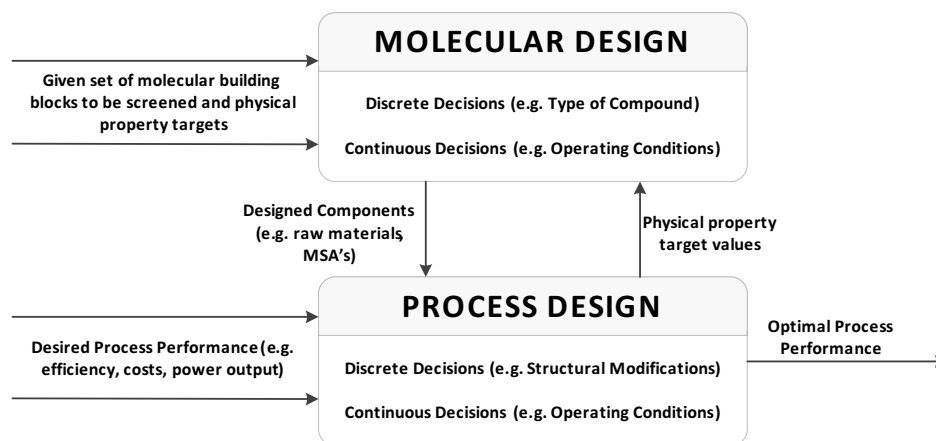 MOLECULAR DESIGN
Given set of molecular building
blocks to be screened and physical
property targets
Discrete Decisions (e.g. Type of Compound)
Continuous Decisions (e.g. Operating Conditions)
Designed Components
(e.g. raw materials,
MSA's)
Physical property
target values
PROCESS DESIGN
Desired Process Performance (e.g.
efficiency, costs, power output)
Discrete Decisions (e.g. Structural Modifications)
Continuous Decisions (e.g. Operating Conditions)
Optimal Process
Performance